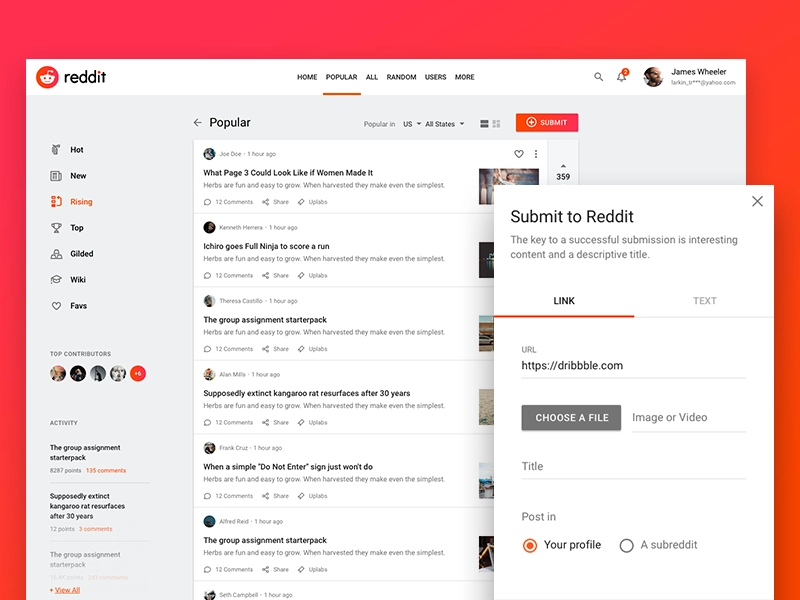 reddit
HOME POPULAR ALL RANDOM USERS MORE
2
James Wheeler
larkin_tr***@yahoo.com
Hot
New
Rising
Top
Gilded
Wiki
Favs
TOP CONTRIBUTORS
+6
ACTIVITY
The group assignment
starterpack
8287 points 135 comments
Supposedly extinct
kangaroo rat resurfaces
after 30 years
12 points 3 comments
The group assignment
starterpack
241 comments
+ View All
Popular
Popular in US All States
SUBMIT
Joe Doe - 1 hour ago
What Page 3 Could Look Like if Women Made It
Herbs are fun and easy to grow. When harvested they make even the simplest.
12 Comments Share Uplabs
359
Kenneth Herrera - 1 hour ago
Ichiro goes Full Ninja to score a run
Herbs are fun and easy to grow. When harvested they make even the simplest.
12 Comments Share Uplabs
Theresa Castillo - 1 hour ago
The group assignment starterpack
Herbs are fun and easy to grow. When harvested they make even the simplest.
12 Comments Share Uplabs
Alan Mills - 1 hour ago
Supposedly extinct kangaroo rat resurfaces after 30 years
Herbs are fun and easy to grow. When harvested they make even the simplest.
12 Comments Share Uplabs
Frank Cruz - 1 hour ago
When a simple "Do Not Enter" sign just won't do
Herbs are fun and easy to grow. When harvested they make even the simplest.
12 Comments Share Uplabs
Alfred Reid - 1 hour ago
The group assignment starterpack
Herbs are fun and easy to grow. When harvested they make even the simplest.
12 Comments Share Uplabs
Seth Campbell - 1 hour ago
Submit to Reddit
The key to a successful submission is interesting
content and a descriptive title.
LINK TEXT
URL
https://dribbble.com
CHOOSE A FILE Image or Video
Title
Post in
Your profile A subreddit